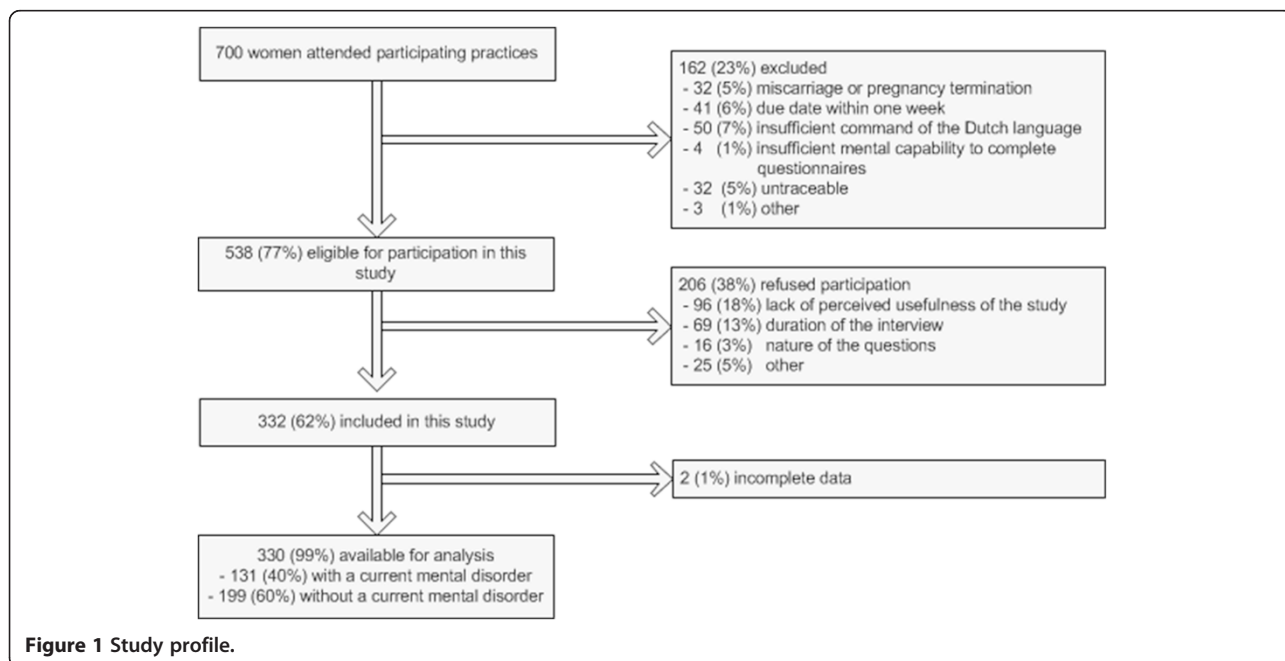 700 women attended participating practices
162 (23%) excluded
- 32 (5%) miscarriage or pregnancy termination
- 41 (6%) due date within one week
- 50 (7%) insufficient command of the Dutch language
- 4 (1%) insufficient mental capability to complete
questionnaires
- 32 (5%) untraceable
- 3 (1%) other
538 (77%) eligible for participation in this
study
206 (38%) refused participation
- 96 (18%) lack of perceived usefulness of the study
- 69 (13%) duration of the interview
- 16 (3%) nature of the questions
- 25 (5%) other
332 (62%) included in this study
2 (1%) incomplete data
330 (99%) available for analysis
- 131 (40%) with a current mental disorder
- 199 (60%) without a current mental disorder
Figure 1 Study profile.